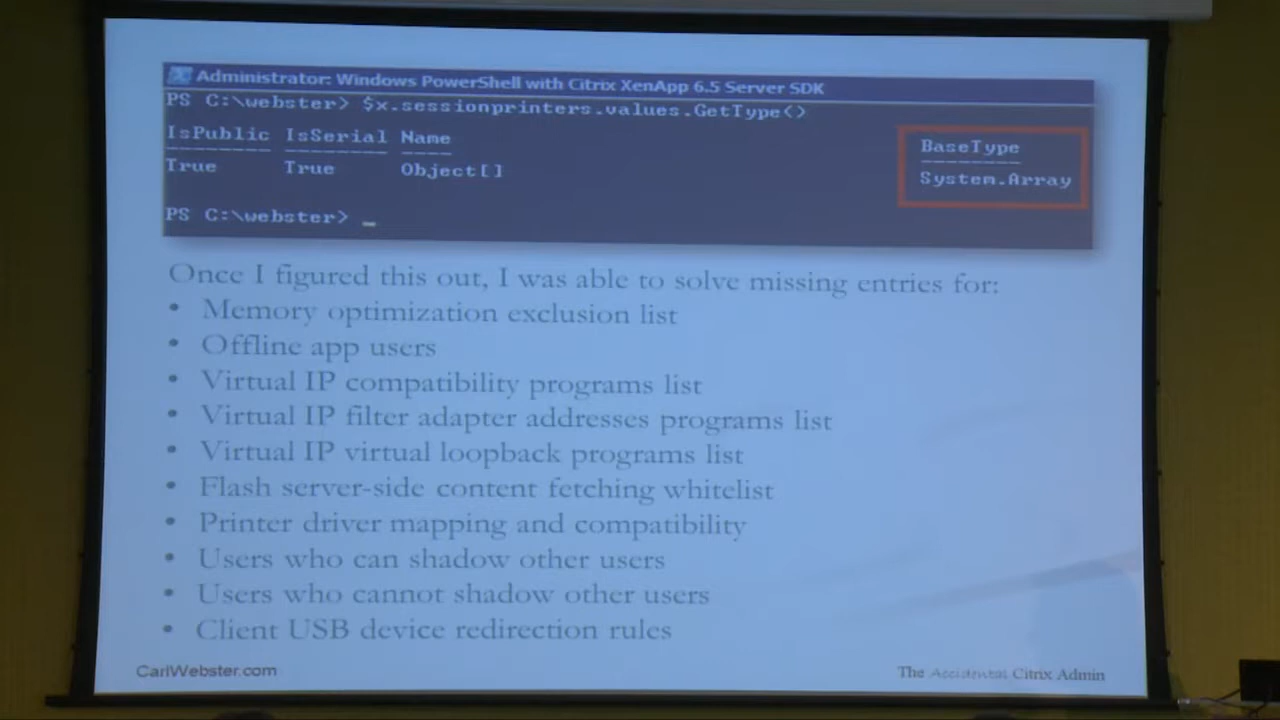 Administrator: Windows PowerShell with Citrix XenApp 6.5 Server SDK
PS C:\webster> $x.sessionprinters.values.GetType()
IsPublic IsSerial Name BaseType
-------- -------- ---- --------
True True Object[] System.Array
PS C:\webster> _
Once I figured this out, I was able to solve missing entries for:
• Memory optimization exclusion list
• Offline app users
• Virtual IP compatibility programs list
• Virtual IP filter adapter addresses programs list
• Virtual IP virtual loopback programs list
• Flash server-side content fetching whitelist
• Printer driver mapping and compatibility
• Users who can shadow other users
• Users who cannot shadow other users
• Client USB device redirection rules
CarlWebster.com
The Accidental Citrix Admin